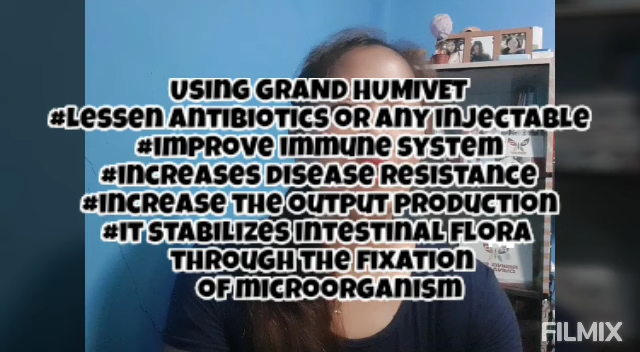 USING GRAND HUMIVET
#Lessen Antibiotics or any injectable
#Improve immune system
#Increases Disease Resistance
#Increase the output production
#It stabilizes intestinal flora
through the fixation
of microorganism
FILMIX